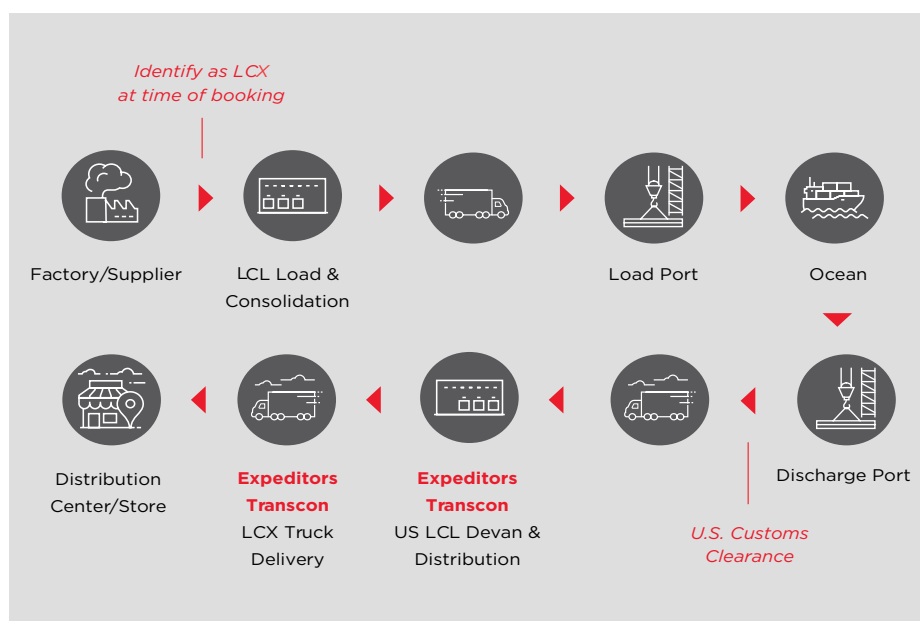 Identify as LCX
at time of booking
Factory/Supplier
LCL Load &
Consolidation
Load Port
Ocean
Distribution
Center/Store
Expeditors
Transcon
LCX Truck
Delivery
Expeditors
Transcon
US LCL Devan &
Distribution
Discharge Port
U.S. Customs
Clearance